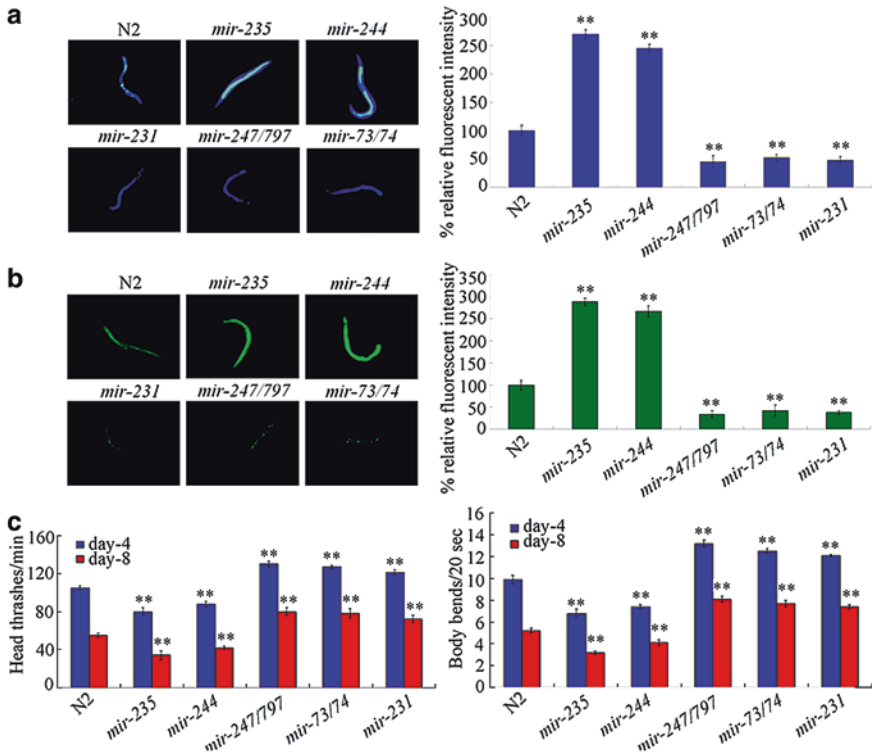 a
N2 mir-235 mir-244
mir-231 mir-247/797 mir-73/74
% relative fluorescent intensity
300
250
200
150
100
50
0
** ** ** ** **
N2 mir-235 mir-244 mir-247/797 mir-73/74 mir-231
b
N2 mir-235 mir-244
mir-231 mir-247/797 mir-73/74
% relative fluorescent intensity
350
300
250
200
150
100
50
0
** ** ** ** **
N2 mir-235 mir-244 mir-247/797 mir-73/74 mir-231
c
Head thrashes/min
160
120
80
40
0
day-4
day-8
** ** ** ** **
** ** ** ** **
N2 mir-235 mir-244 mir-247/797 mir-73/74 mir-231
Body bends/20 sec
16
14
12
10
8
6
4
2
0
day-4
day-8
** ** ** ** **
** ** ** ** **
N2 mir-235 mir-244 mir-247/797 mir-73/74 mir-231